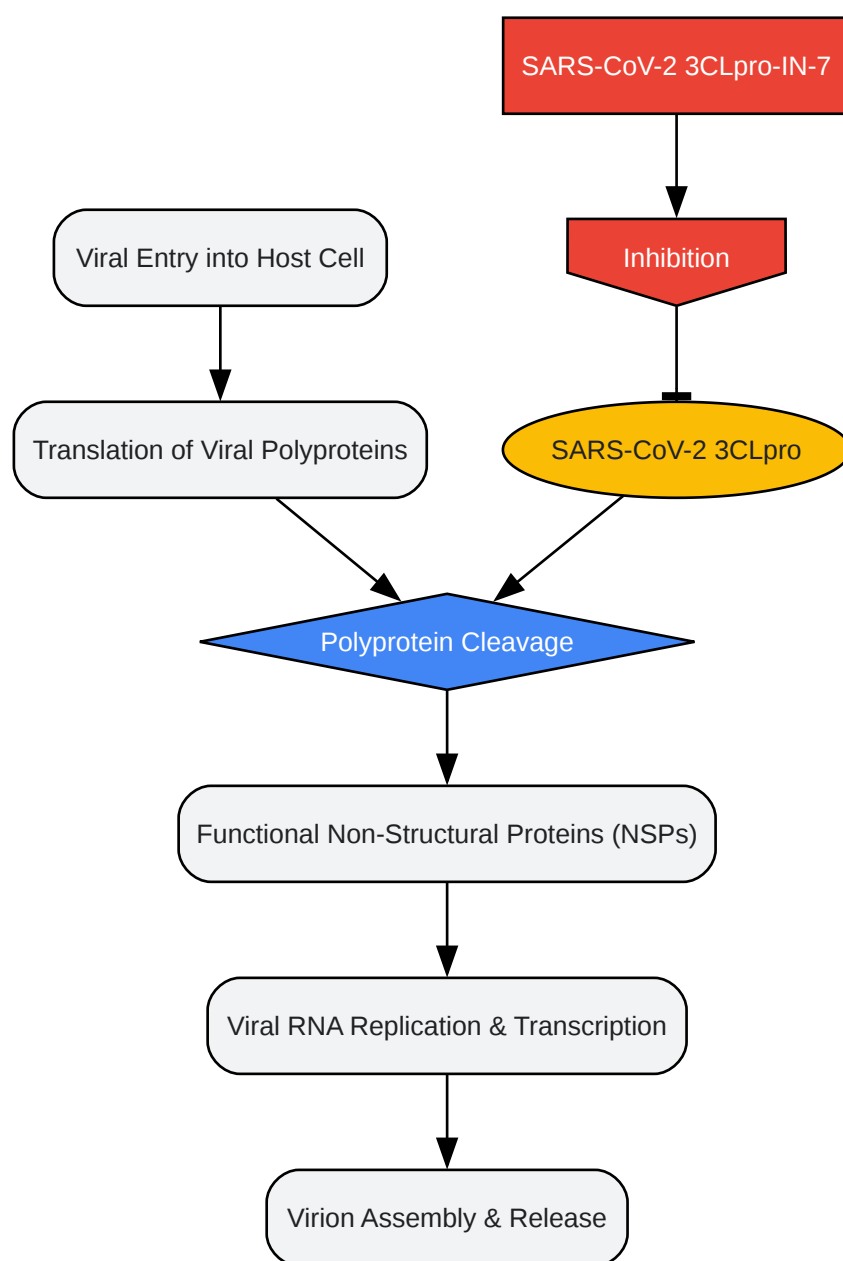 SARS-CoV-2 3CLpro-IN-7
Viral Entry into Host Cell
Inhibition
Translation of Viral Polyproteins
SARS-CoV-2 3CLpro
Polyprotein Cleavage
Functional Non-Structural Proteins (NSPs)
Viral RNA Replication & Transcription
Virion Assembly & Release